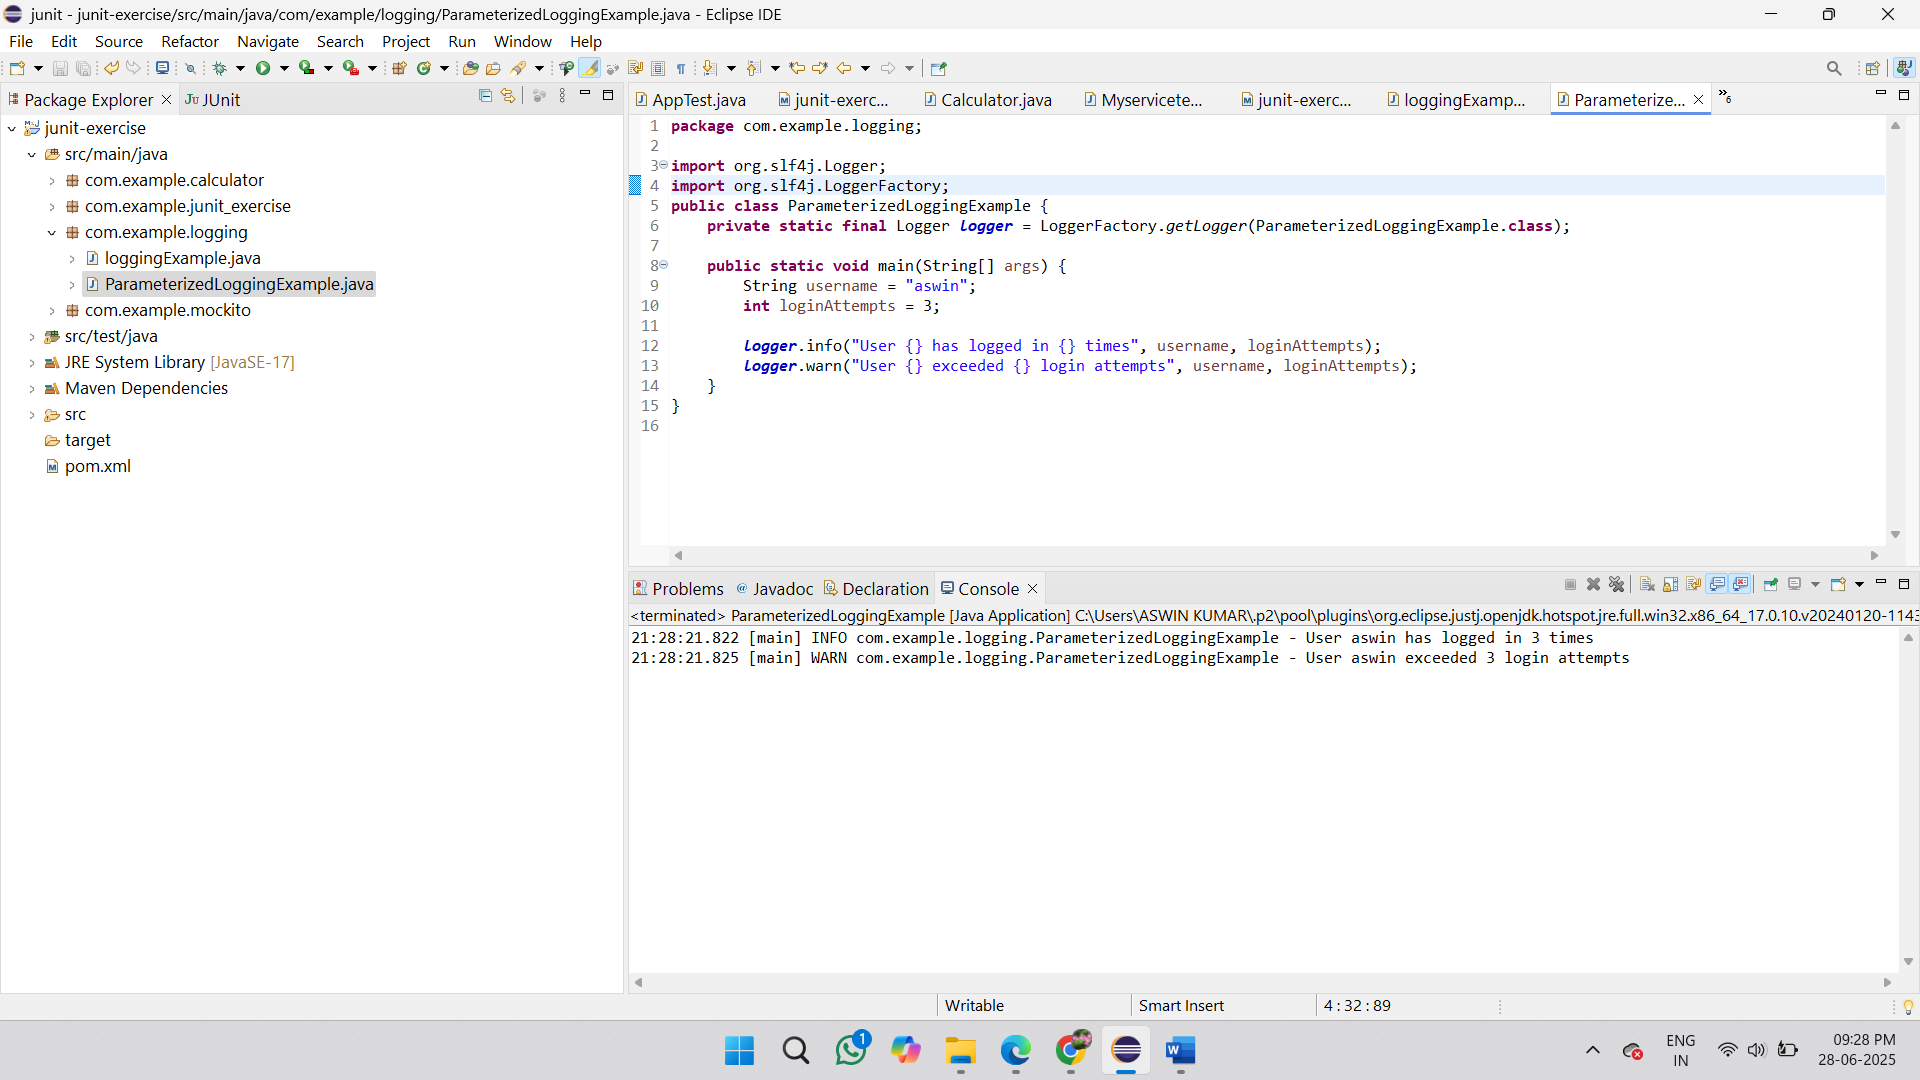 junit - junit-exercise/src/main/java/com/example/logging/ParameterizedLoggingExample.java - Eclipse IDE
File Edit Source Refactor Navigate Search Project Run Window Help
Package Explorer JUnit
junit-exercise
src/main/java
com.example.calculator
com.example.junit_exercise
com.example.logging
loggingExample.java
ParameterizedLoggingExample.java
com.example.mockito
src/test/java
JRE System Library [JavaSE-17]
Maven Dependencies
src
target
pom.xml
AppTest.java junit-exerc... Calculator.java Myservicete... junit-exerc... loggingExamp... Parameterize... »6
1 package com.example.logging;
2
3 import org.slf4j.Logger;
4 import org.slf4j.LoggerFactory;
5 public class ParameterizedLoggingExample {
6 private static final Logger logger = LoggerFactory.getLogger(ParameterizedLoggingExample.class);
7
8 public static void main(String[] args) {
9 String username = "aswin";
10 int loginAttempts = 3;
11
12 logger.info("User {} has logged in {} times", username, loginAttempts);
13 logger.warn("User {} exceeded {} login attempts", username, loginAttempts);
14 }
15 }
16
Problems Javadoc Declaration Console
<terminated> ParameterizedLoggingExample [Java Application] C:\Users\ASWIN KUMAR\.p2\pool\plugins\org.eclipse.justj.openjdk.hotspot.jre.full.win32.x86_64_17.0.10.v20240120-1143
21:28:21.822 [main] INFO com.example.logging.ParameterizedLoggingExample - User aswin has logged in 3 times
21:28:21.825 [main] WARN com.example.logging.ParameterizedLoggingExample - User aswin exceeded 3 login attempts
Writable Smart Insert 4 : 32 : 89
1
ENG
IN
09:28 PM
28-06-2025